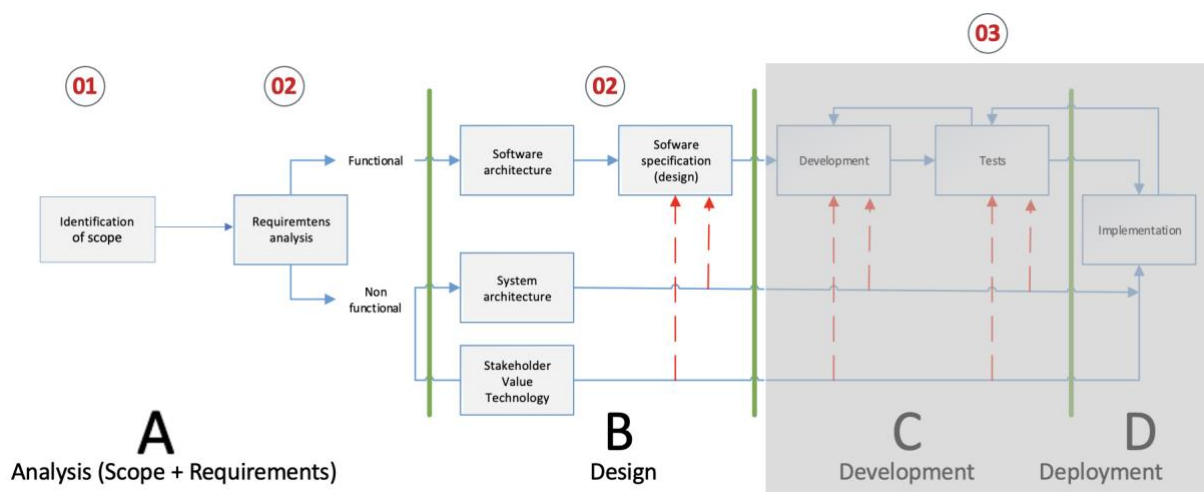 03
01
02
02
Functional
Software
architecture
Sofware
specification
(design)
Development
Tests
Identification
of scope
Requiremtens
analysis
Implementation
Non
functional
System
architecture
Stakeholder
Value
Technology
A
B
C
D
Analysis (Scope + Requirements)
Design
Development
Deployment